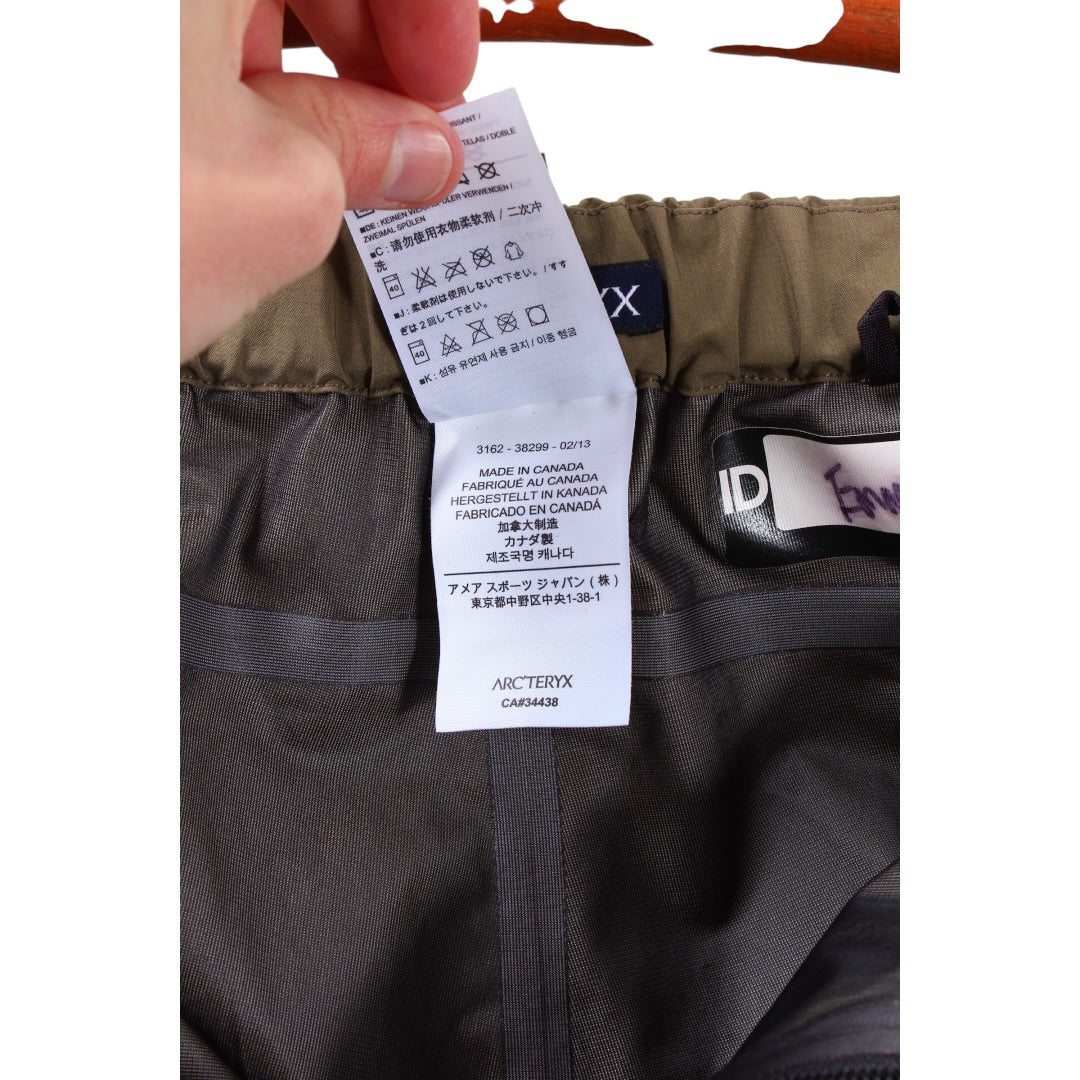 ISSANT /
TELAS / DOBLE
■DE: KEINEN WEICHSPÜLER VERWENDEN /
ZWEIMAL SPÜLEN
■C: 请勿使用衣物柔软剂 / 二次冲
洗
40
■J: 柔軟剤は使用しないで下さい。/ すす
ぎは2回して下さい。
40
■K: 섬유 유연제 사용 금지 / 이중 헹굼
YX
3162 - 38299 - 02/13
MADE IN CANADA
FABRIQUÉ AU CANADA
HERGESTELLT IN KANADA
FABRICADO EN CANADÁ
加拿大制造
カナダ製
제조국명 캐나다
アメア スポーツ ジャパン ( 株 )
東京都中野区中央1-38-1
ARC'TERYX
CA#34438
ID